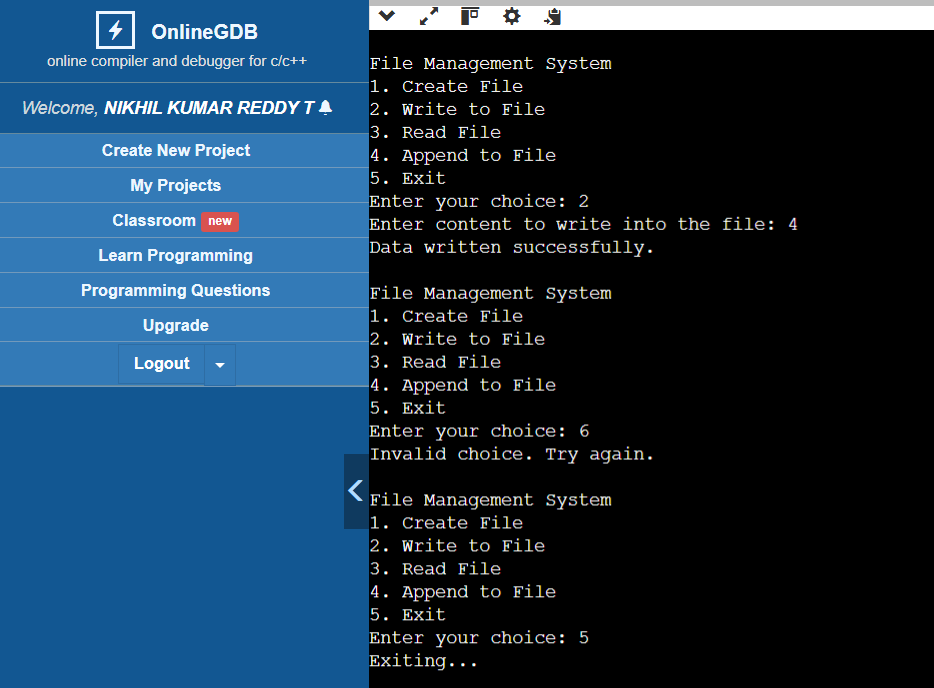 OnlineGDB
online compiler and debugger for c/c++
Welcome, NIKHIL KUMAR REDDY T
Create New Project
My Projects
Classroom new
Learn Programming
Programming Questions
Upgrade
Logout
File Management System
1. Create File
2. Write to File
3. Read File
4. Append to File
5. Exit
Enter your choice: 2
Enter content to write into the file: 4
Data written successfully.
File Management System
1. Create File
2. Write to File
3. Read File
4. Append to File
5. Exit
Enter your choice: 6
Invalid choice. Try again.
File Management System
1. Create File
2. Write to File
3. Read File
4. Append to File
5. Exit
Enter your choice: 5
Exiting...